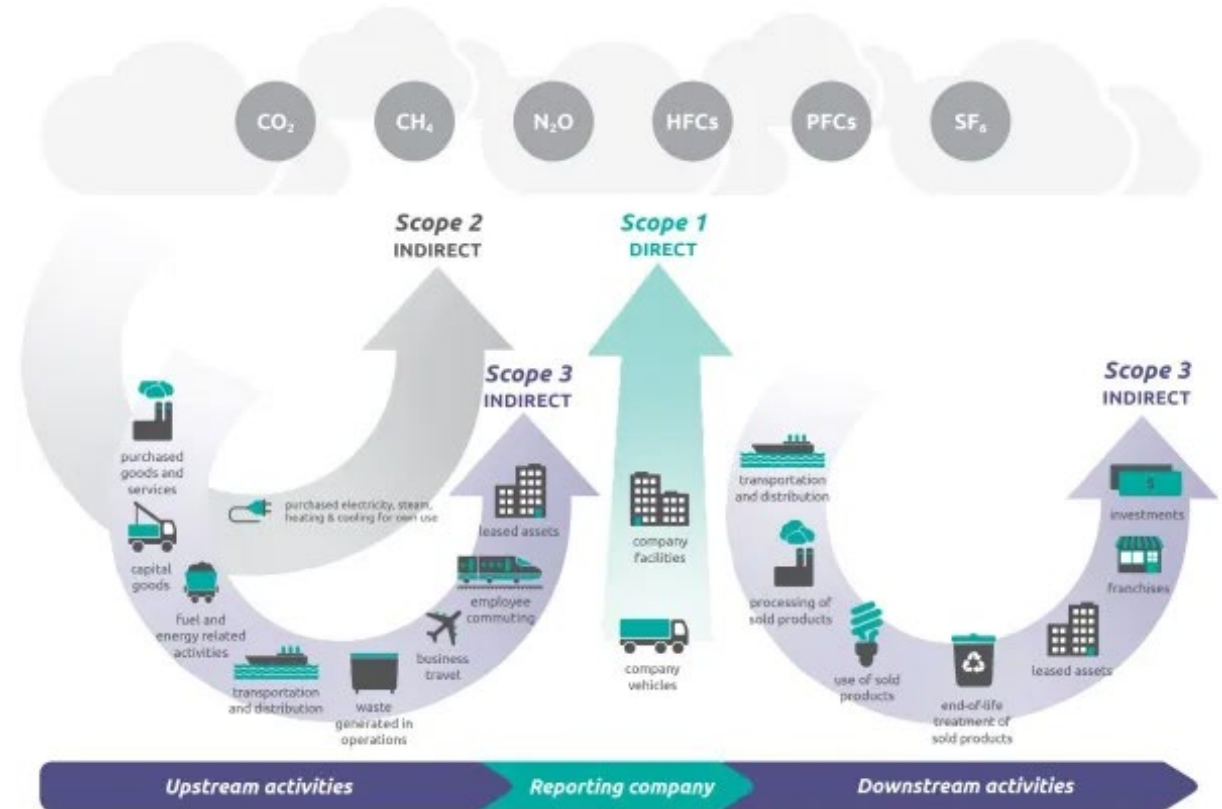 CO₂
CH₄
N₂O
HFCs
PFCs
SF₆
Scope 2
INDIRECT
Scope 1
DIRECT
Scope 3
INDIRECT
Scope 3
INDIRECT
purchased
goods and
services
capital
goods
fuel and
energy related
activities
purchased electricity, steam,
heating & cooling for own use
transportation
and distribution
waste
generated in
operations
business
travel
employee
commuting
leased assets
company
facilities
company
vehicles
transportation
and distribution
processing of
sold products
use of sold
products
end-of-life
treatment of
sold products
leased assets
franchises
investments
$
Upstream activities
Reporting company
Downstream activities